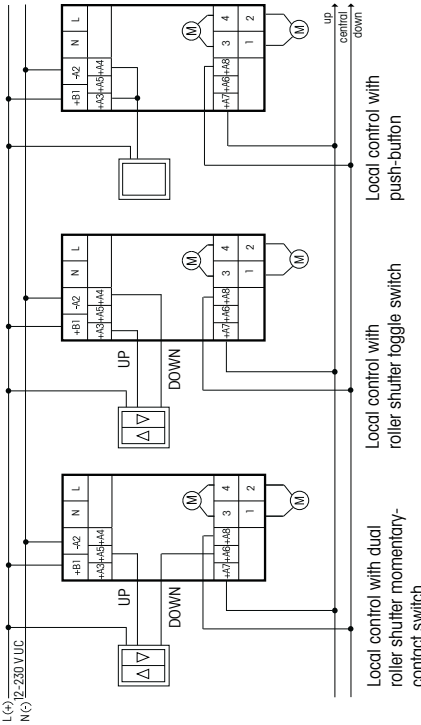 L (+)
N (-)
12-230 V UC
+B1 -A2 N L
+A3+A5+A4
UP
DOWN
M
+A7+A6+A8 3 4
1 2
M
Local control with dual
roller shutter momentary-
contact switch
+B1 -A2 N L
+A3+A5+A4
UP
DOWN
M
+A7+A6+A8 3 4
1 2
M
Local control with
roller shutter toggle switch
+B1 -A2 N L
+A3+A5+A4
M
+A7+A6+A8 3 4
1 2
M
Local control with
push-button
up
central
down